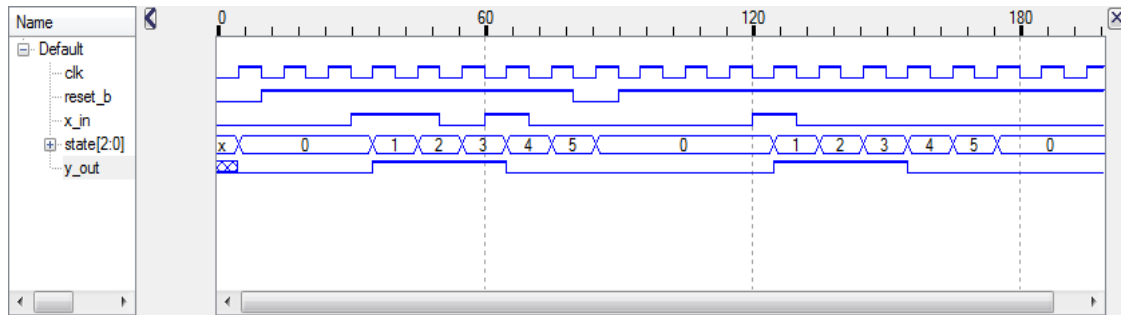 Name
0 60 120 180
Default
clk
reset_b
x_in
state[2:0] x 0 1 2 3 4 5 0 1 2 3 4 5 0
y_out